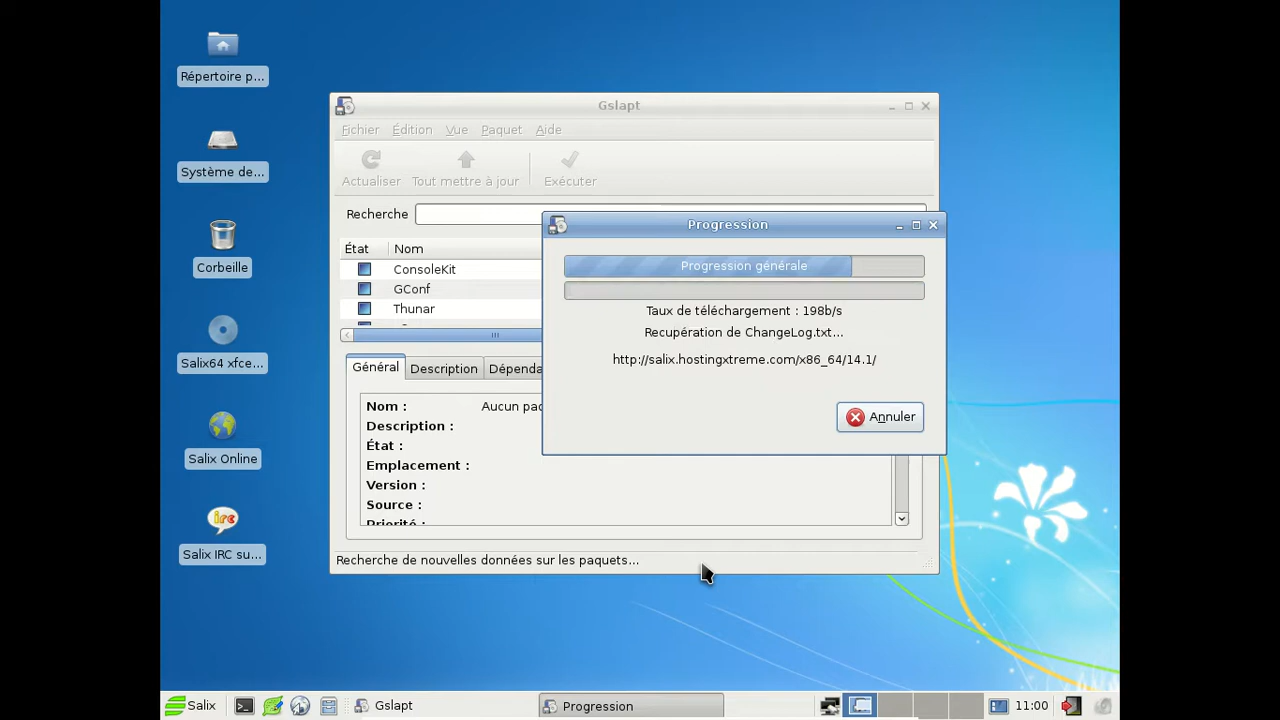 Répertoire p...
Système de...
Corbeille
Salix64 xfce...
Salix Online
irc
Salix IRC su...
Gslapt
Fichier Édition Vue Paquet Aide
Actualiser Tout mettre à jour Exécuter
Recherche
État Nom
ConsoleKit
GConf
Thunar
Général Description Dépenda
Nom : Aucun pac
Description :
État :
Emplacement :
Version :
Source :
Priorité :
Recherche de nouvelles données sur les paquets...
Progression
Progression générale
Taux de téléchargement : 198b/s
Recupération de ChangeLog.txt...
http://salix.hostingxtreme.com/x86_64/14.1/
Annuler
Salix Gslapt Progression 11:00